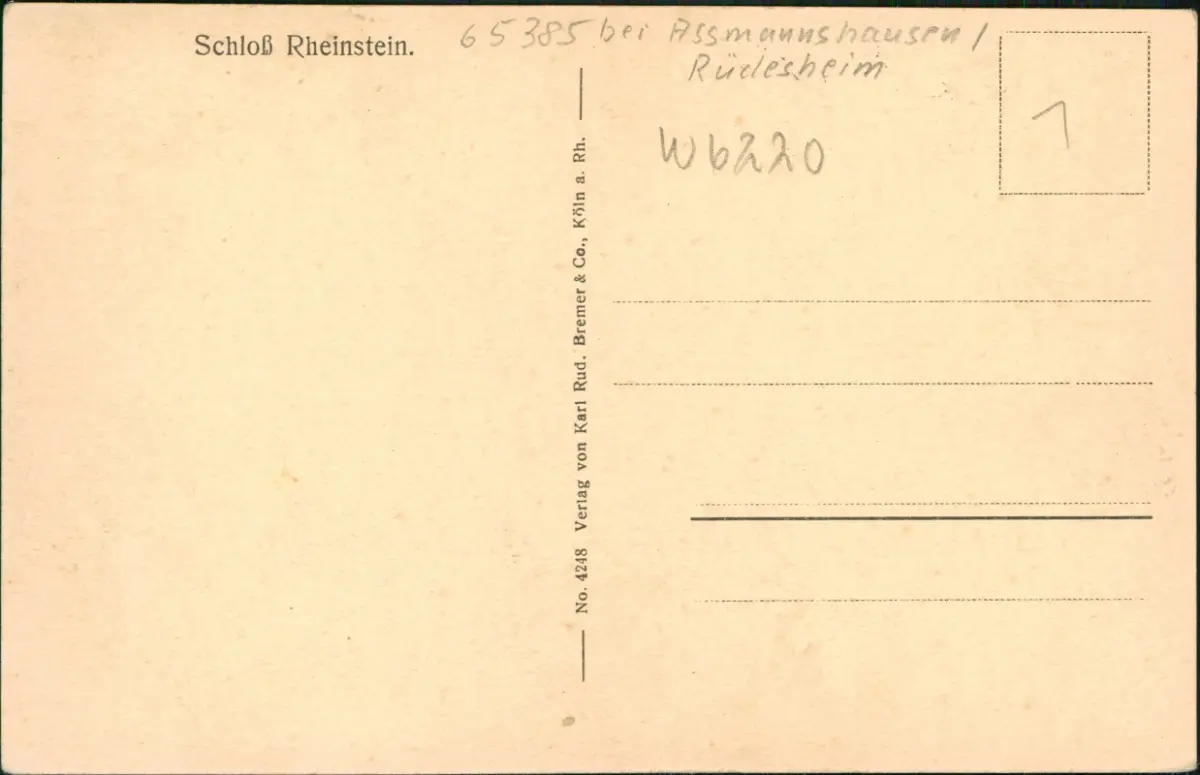 Schloß Rheinstein.
65385 bei Assmannshausen /
Rüdesheim
W6220
1
No. 4248 Verlag von Karl Rud. Bremer & Co., Köln a. Rh.